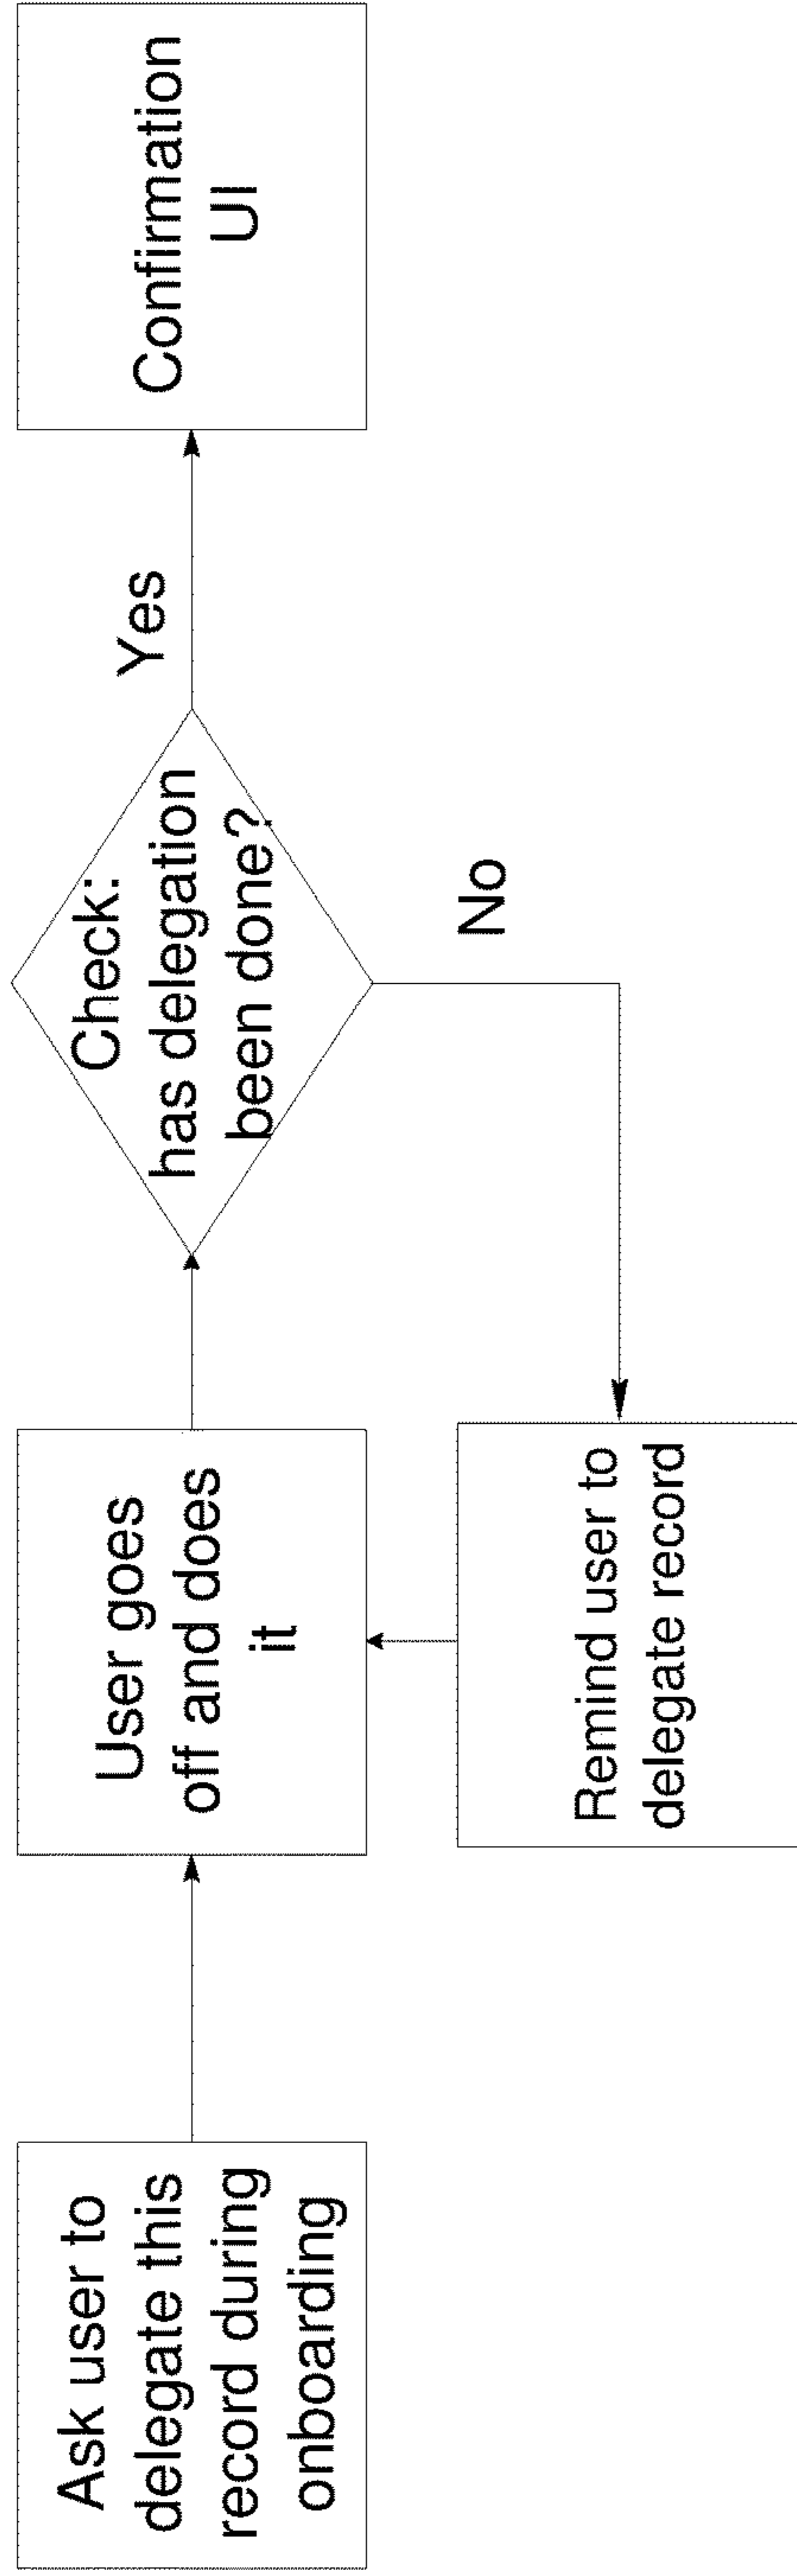 Ask user to
delegate this
record during
onboarding
User goes
off and does
it
Check:
has delegation
been done?
Yes
Confirmation
UI
No
Remind user to
delegate record